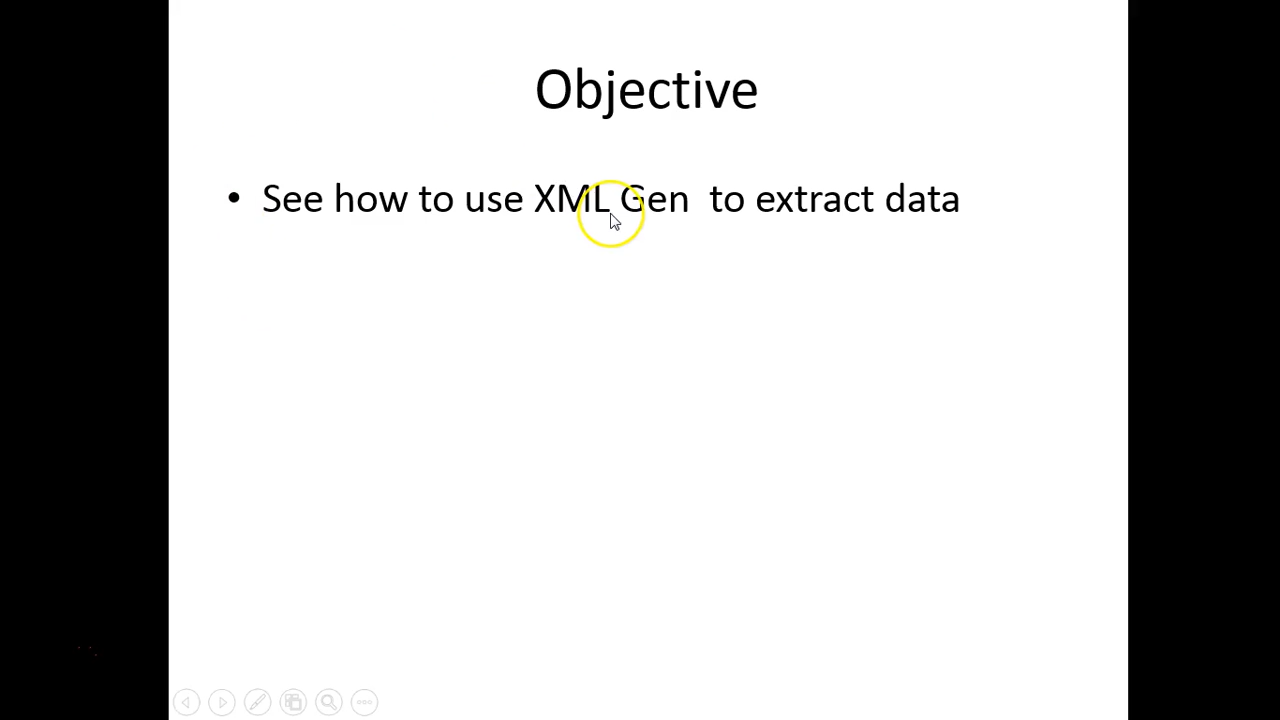 Objective
• See how to use XML Gen  to extract data